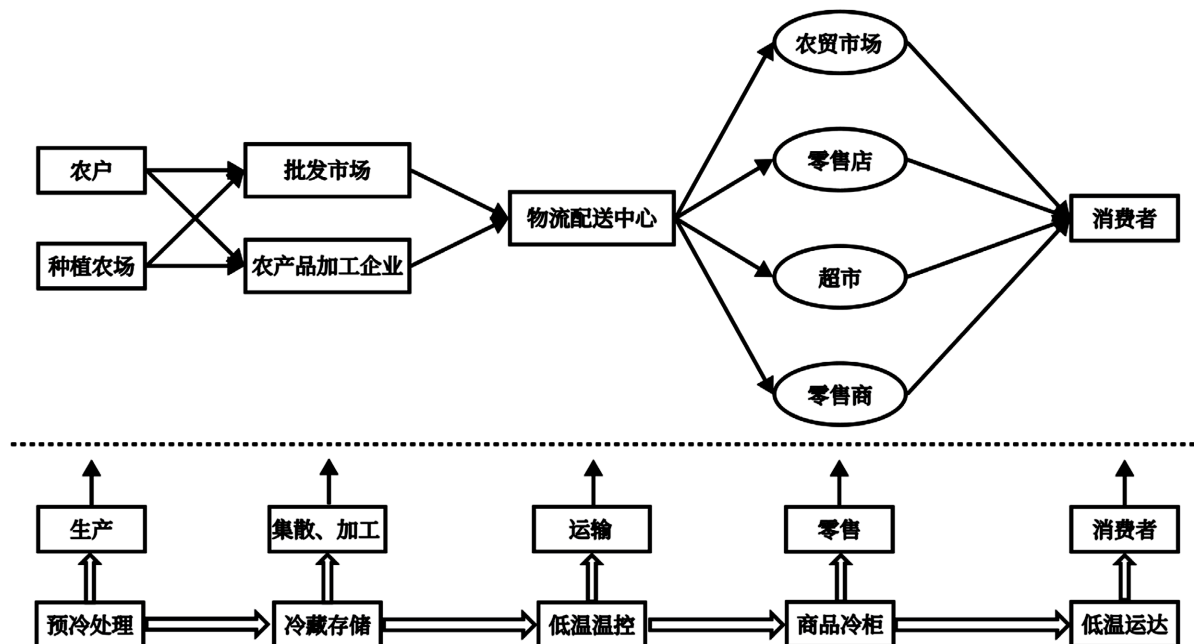 农贸市场
农户
批发市场
零售店
物流配送中心
消费者
种植农场
农产品加工企业
超市
零售商
生产
集散、加工
运输
零售
消费者
预冷处理
冷藏存储
低温温控
商品冷柜
低温运达